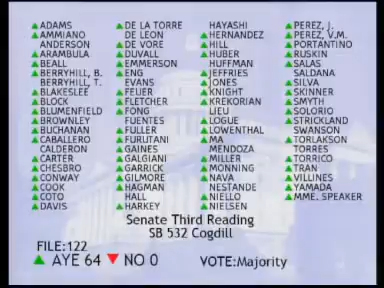 ADAMS
AMMIANO
ANDERSON
ARAMBULA
BEALL
BERRYHILL, B.
BERRYHILL, T.
BLAKESLEE
BLOCK
BLUMENFIELD
BROWNLEY
BUCHANAN
CABALLERO
CALDERON
CARTER
CHESBRO
CONWAY
COOK
COTO
DAVIS
DE LA TORRE
DE LEON
DE VORE
DUVALL
EMMERSON
ENG
EVANS
FEUER
FLETCHER
FONG
FUENTES
FULLER
FURUTANI
GAINES
GALGIANI
GARRICK
GILMORE
HAGMAN
HALL
HARKEY
HAYASHI
HERNANDEZ
HILL
HUBER
HUFFMAN
JEFFRIES
JONES
KNIGHT
KREKORIAN
LIEU
LOGUE
LOWENTHAL
MA
MENDOZA
MILLER
MONNING
NAVA
NESTANDE
NIELLO
NIELSEN
PEREZ, J.
PEREZ, V.M.
PORTANTINO
RUSKIN
SALAS
SALDANA
SILVA
SKINNER
SMYTH
SOLORIO
STRICKLAND
SWANSON
TORLAKSON
TORRES
TORRICO
TRAN
VILLINES
YAMADA
MME. SPEAKER
Senate Third Reading
SB 532 Cogdill
FILE:122
AYE 64 NO 0 VOTE:Majority